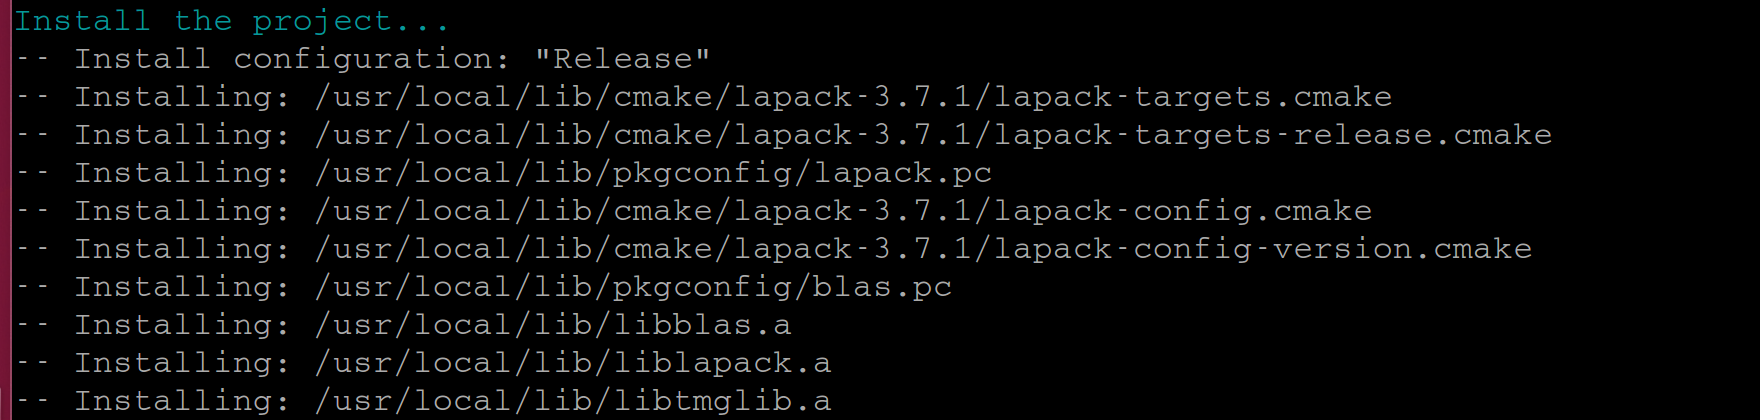 Install the project...
-- Install configuration: "Release"
-- Installing: /usr/local/lib/cmake/lapack-3.7.1/lapack-targets.cmake
-- Installing: /usr/local/lib/cmake/lapack-3.7.1/lapack-targets-release.cmake
-- Installing: /usr/local/lib/pkgconfig/lapack.pc
-- Installing: /usr/local/lib/cmake/lapack-3.7.1/lapack-config.cmake
-- Installing: /usr/local/lib/cmake/lapack-3.7.1/lapack-config-version.cmake
-- Installing: /usr/local/lib/pkgconfig/blas.pc
-- Installing: /usr/local/lib/libblas.a
-- Installing: /usr/local/lib/liblapack.a
-- Installing: /usr/local/lib/libtmglib.a